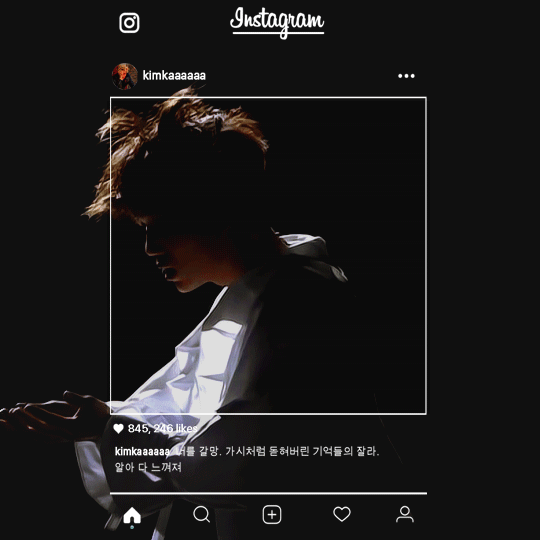 Instagram
kimkaaaaaa
845, 246 likes
kimkaaaaaa 너를 갈망. 가시처럼 돋혀버린 기억들의 잘라.
알아 다 느껴져